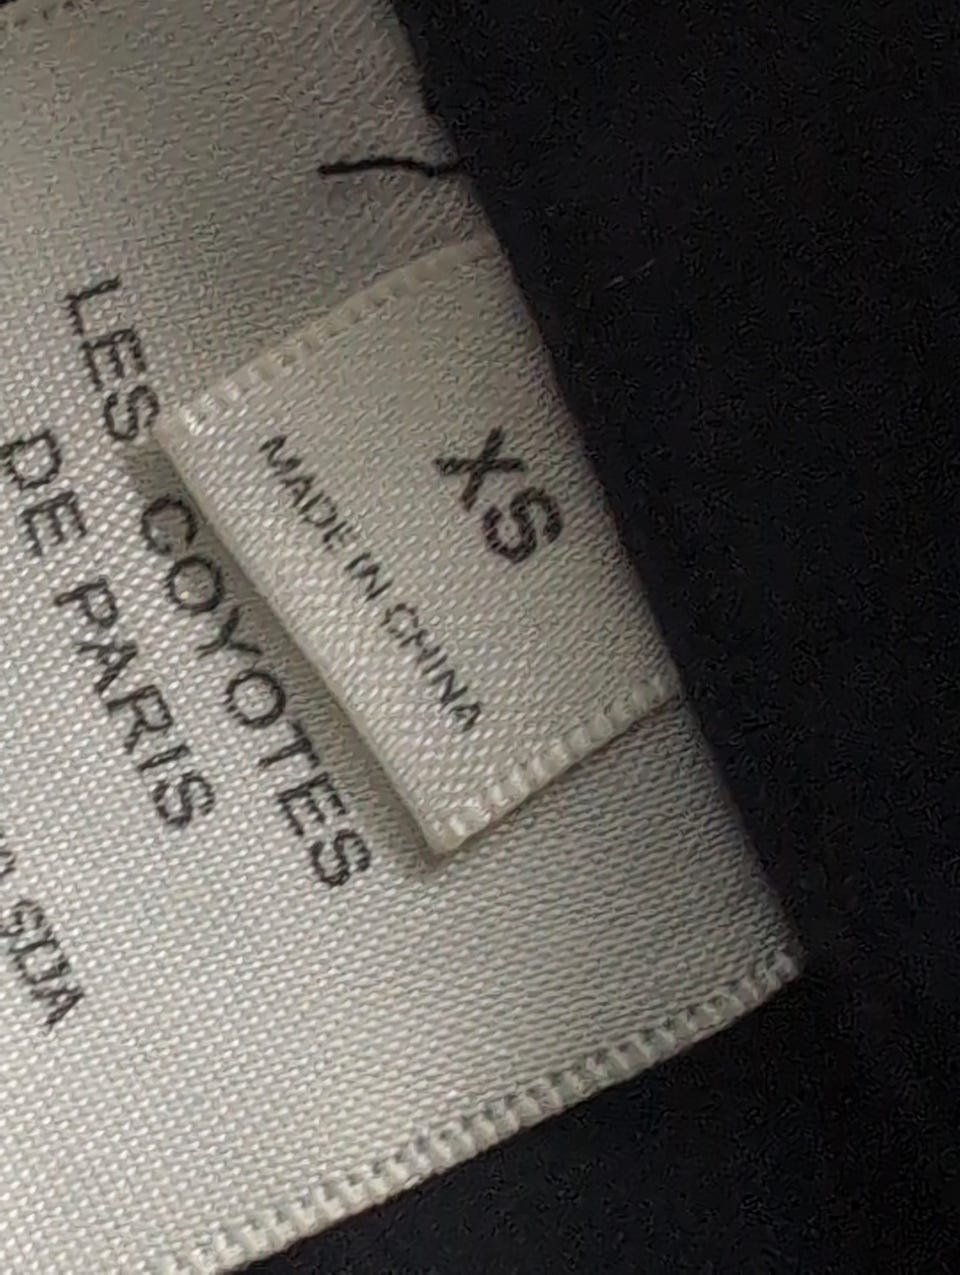 XS
MADE IN CHINA
LES COYOTES
DE PARIS